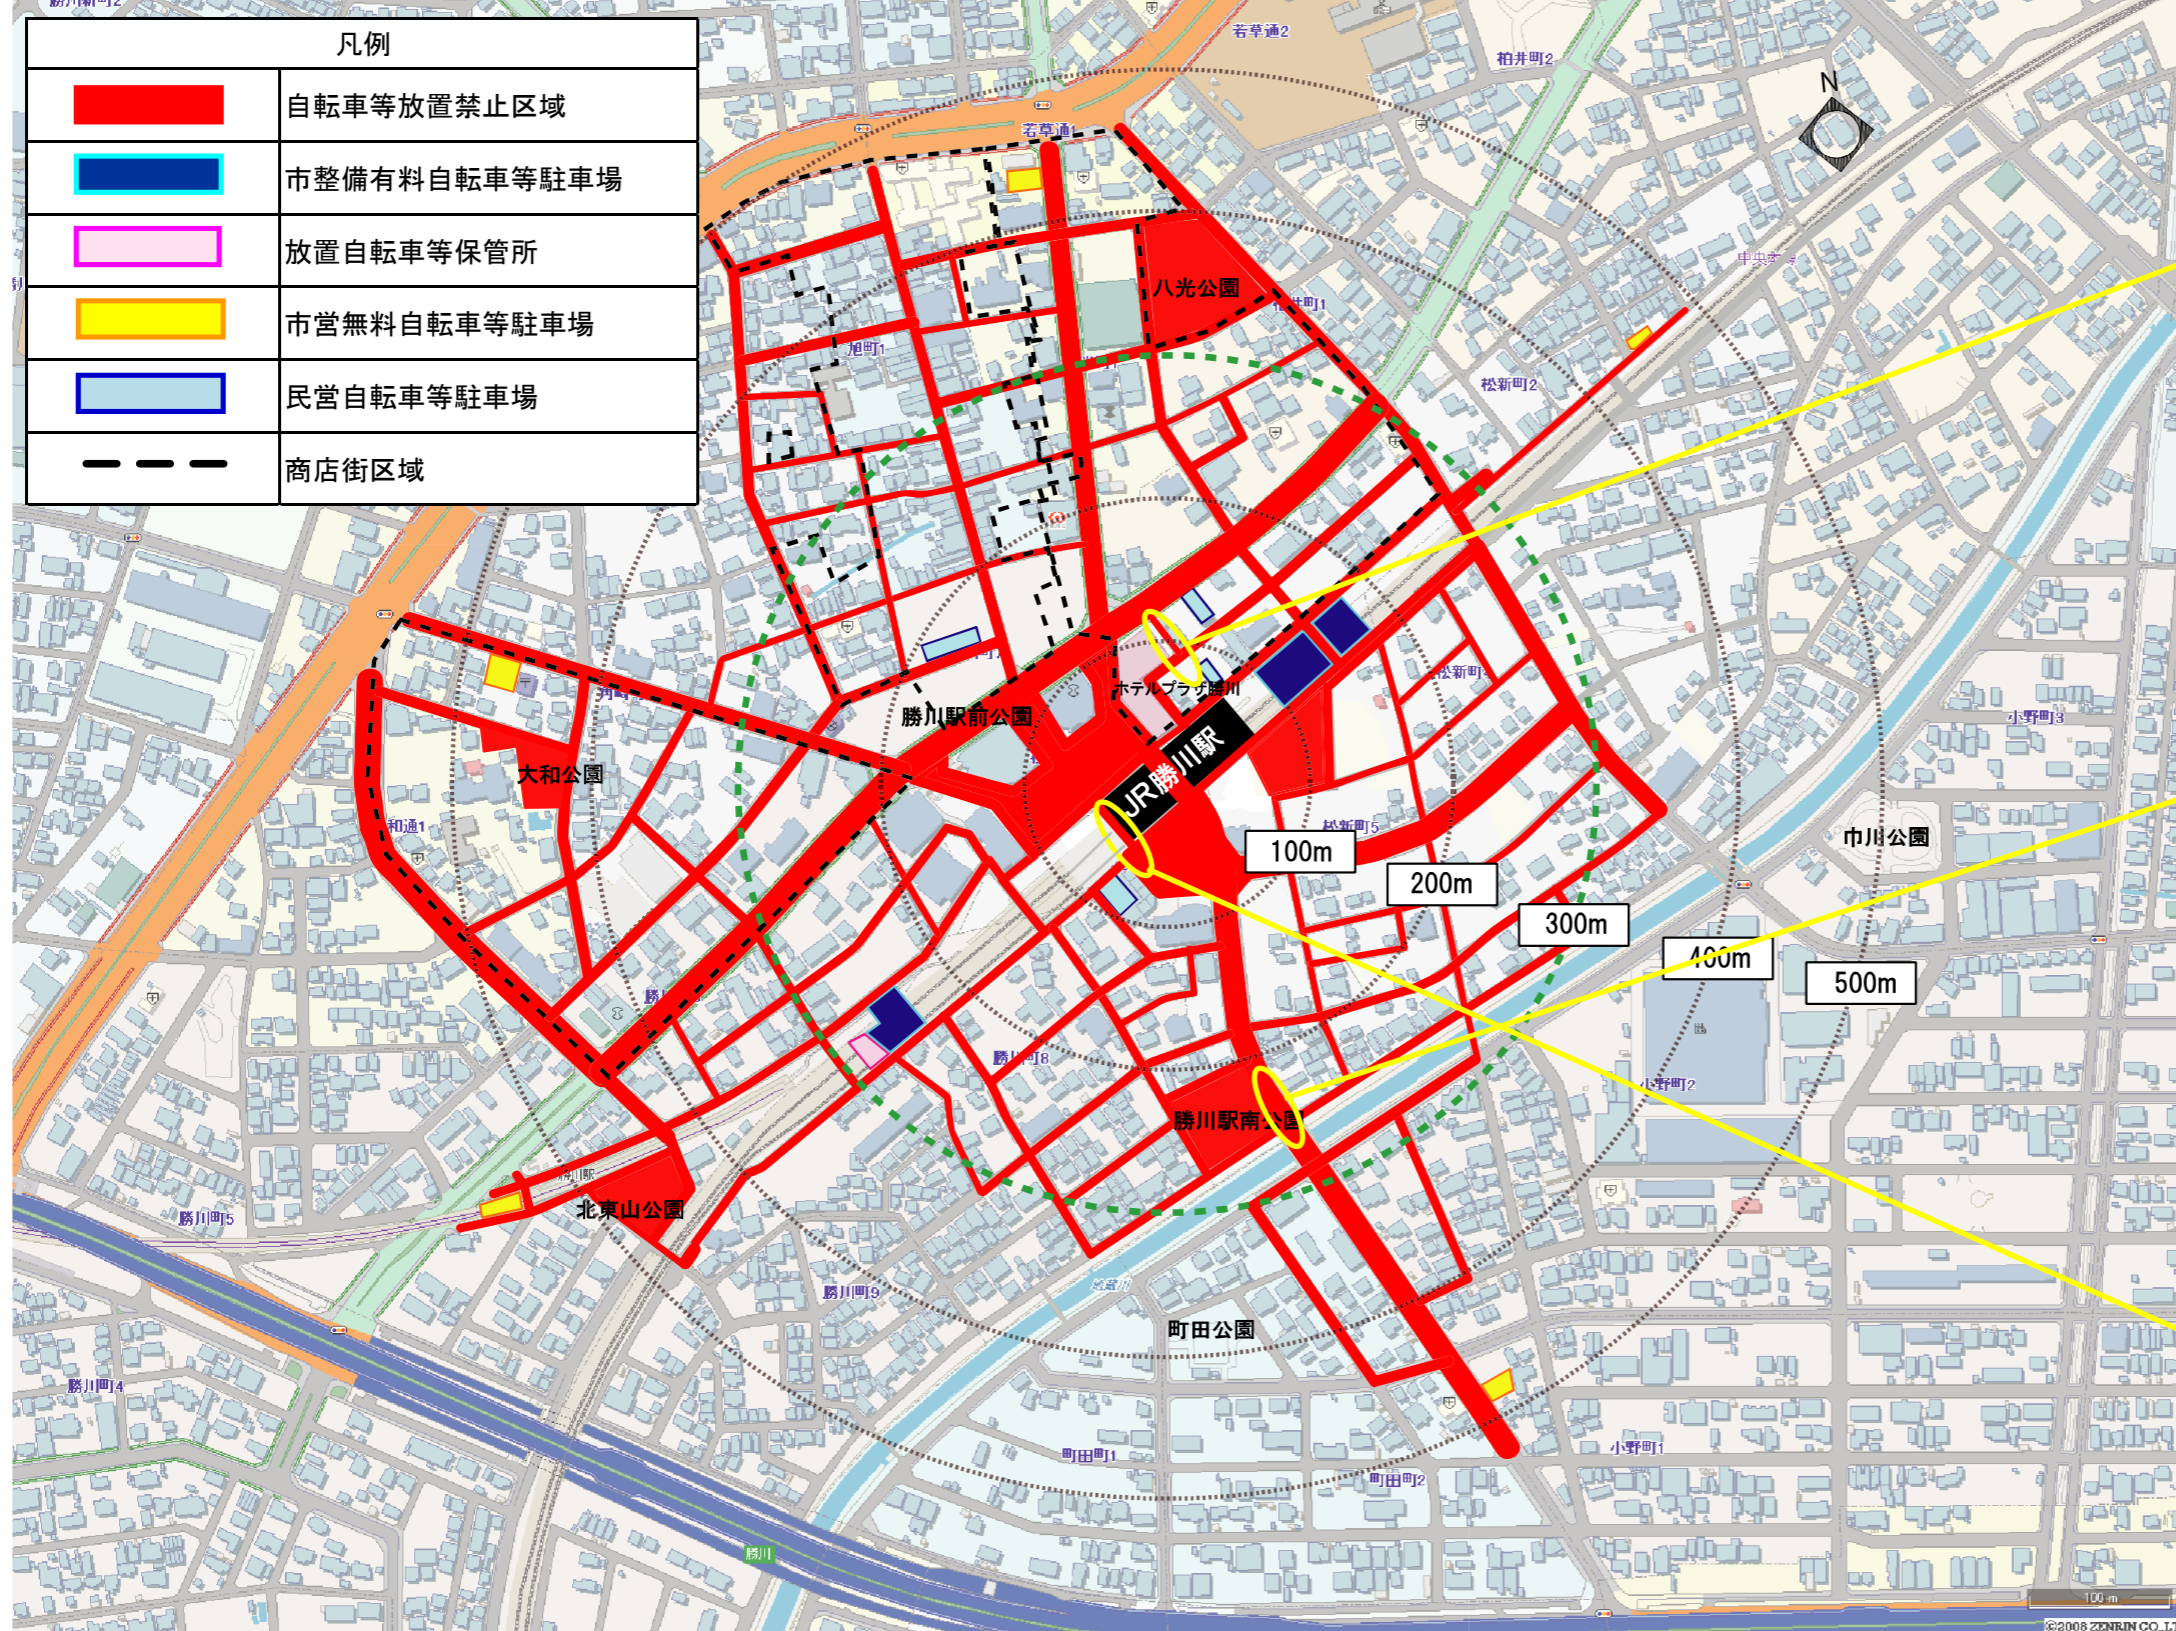 凡例
自転車等放置禁止区域
市整備有料自転車等駐車場
放置自転車等保管所
市営無料自転車等駐車場
民営自転車等駐車場
商店街区域
若草通2
柏井町2
N
若草通1
八光公園
旭町1
松新町2
ホテルプラザ勝川
勝川駅前公園
JR勝川駅
小野町3
大和公園
松新町5
100m
200m
300m
400m
500m
巾川公園
勝川町8
小野町2
勝川駅南公園
勝川駅
北東山公園
勝川町5
勝川町9
地蔵川
町田公園
勝川町4
町田町1
町田町2
小野町1
勝川
100 m